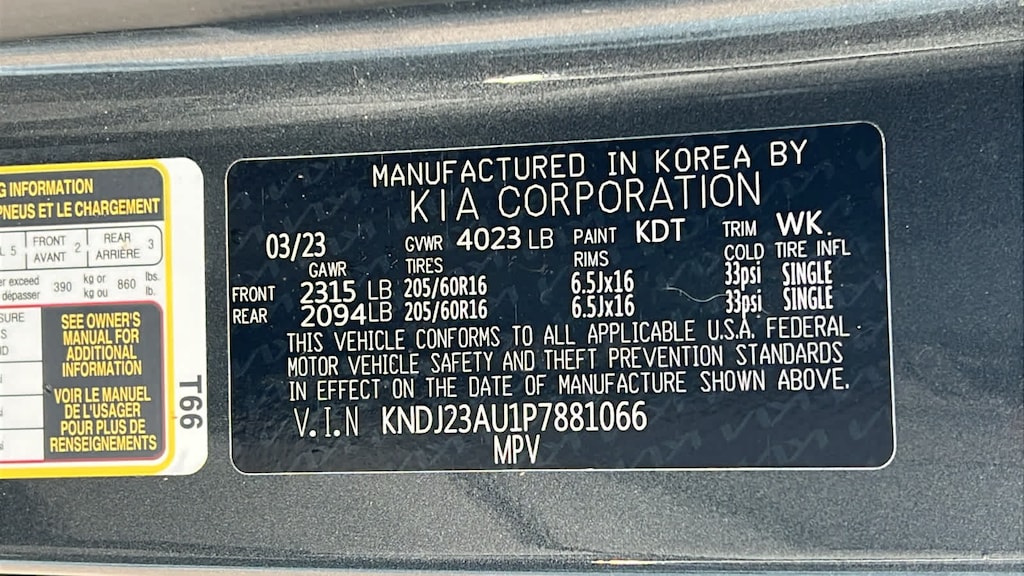 G INFORMATION
PNEUS ET LE CHARGEMENT
L 5 FRONT AVANT 2 REAR ARRIÈRE 3
er exceed dépasser 390 kg or kg ou 860 lbs. lb.
SURE
SEE OWNER'S
MANUAL FOR
ADDITIONAL
INFORMATION
VOIR LE MANUEL
DE L'USAGER
POUR PLUS DE
RENSEIGNEMENTS
T66
MANUFACTURED IN KOREA BY
KIA CORPORATION
03/23 GVWR 4023 LB PAINT KDT TRIM WK.
GAWR TIRES RIMS COLD TIRE INFL
FRONT 2315 LB 205/60R16 6.5Jx16 33psi SINGLE
REAR 2094 LB 205/60R16 6.5Jx16 33psi SINGLE
THIS VEHICLE CONFORMS TO ALL APPLICABLE U.S.A. FEDERAL
MOTOR VEHICLE SAFETY AND THEFT PREVENTION STANDARDS
IN EFFECT ON THE DATE OF MANUFACTURE SHOWN ABOVE.
V.I.N KNDJ23AU1P7881066
MPV